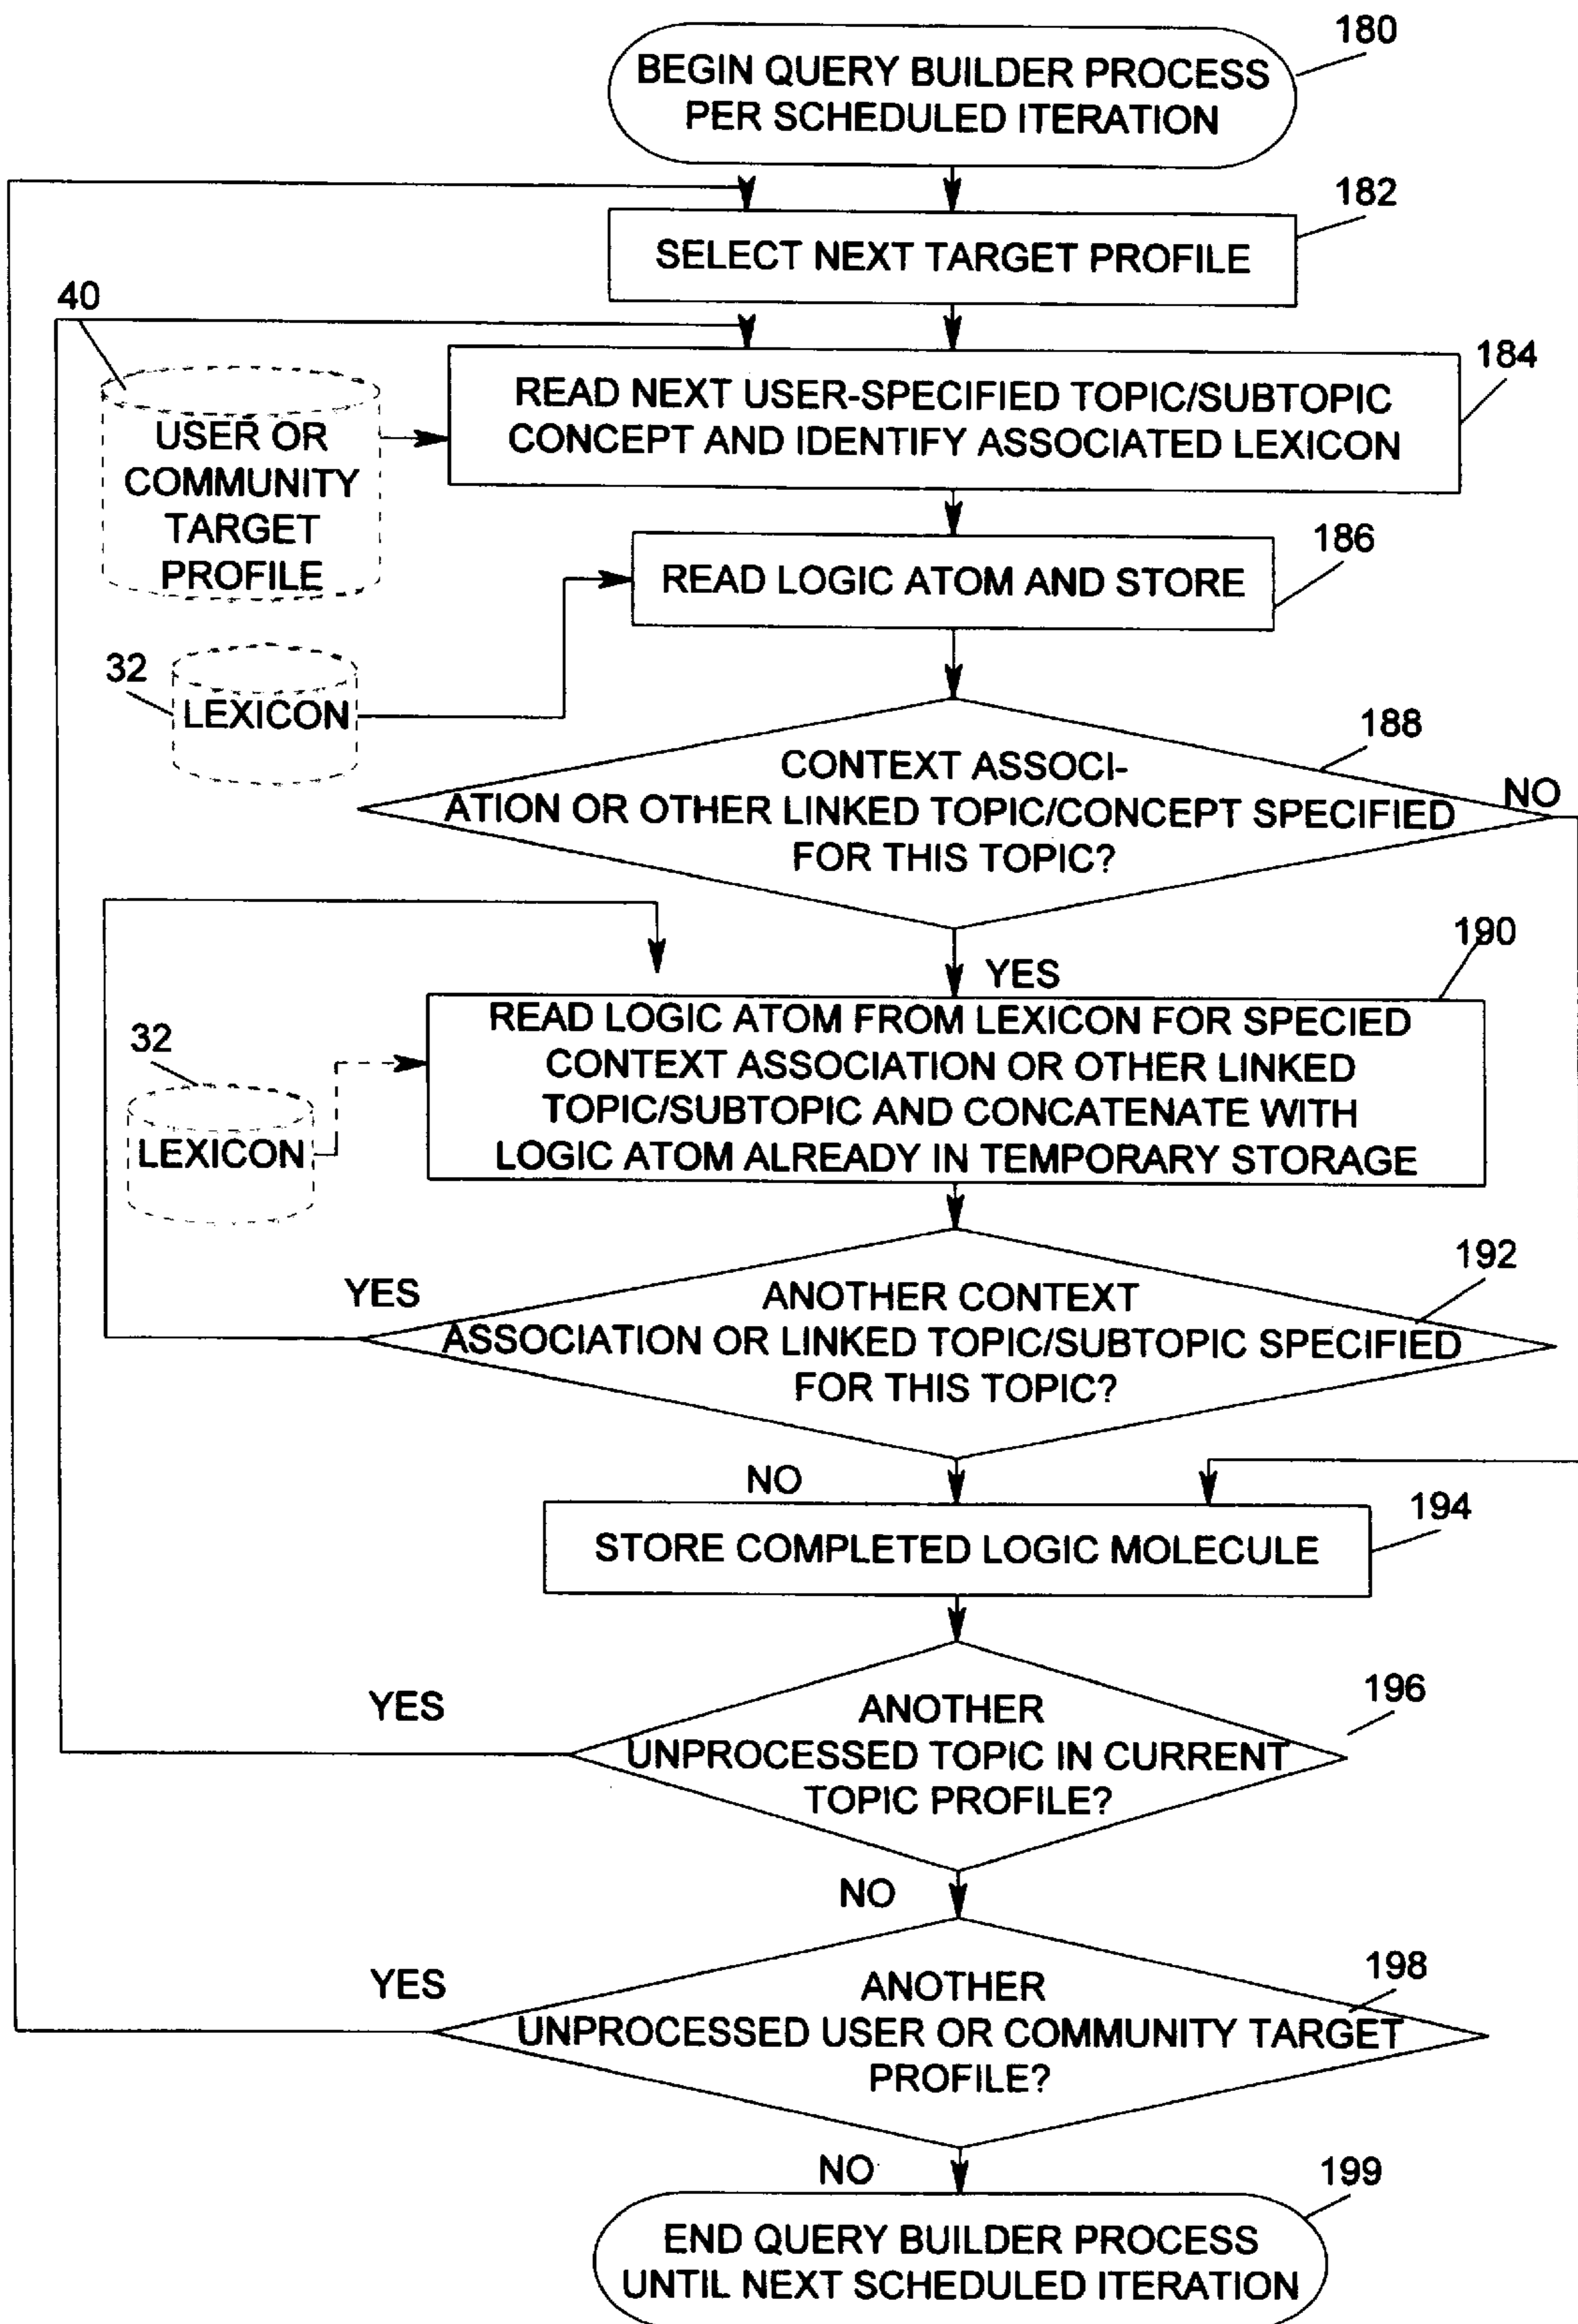 180
BEGIN QUERY BUILDER PROCESS
PER SCHEDULED ITERATION
182
SELECT NEXT TARGET PROFILE
40
USER OR
COMMUNITY
TARGET
PROFILE
184
READ NEXT USER-SPECIFIED TOPIC/SUBTOPIC
CONCEPT AND IDENTIFY ASSOCIATED LEXICON
186
READ LOGIC ATOM AND STORE
32
LEXICON
188
CONTEXT ASSOCI-
ATION OR OTHER LINKED TOPIC/CONCEPT SPECIFIED
FOR THIS TOPIC?
NO
YES
190
READ LOGIC ATOM FROM LEXICON FOR SPECIED
CONTEXT ASSOCIATION OR OTHER LINKED
TOPIC/SUBTOPIC AND CONCATENATE WITH
LOGIC ATOM ALREADY IN TEMPORARY STORAGE
32
LEXICON
192
YES
ANOTHER CONTEXT
ASSOCIATION OR LINKED TOPIC/SUBTOPIC SPECIFIED
FOR THIS TOPIC?
NO
194
STORE COMPLETED LOGIC MOLECULE
196
YES
ANOTHER
UNPROCESSED TOPIC IN CURRENT
TOPIC PROFILE?
NO
198
YES
ANOTHER
UNPROCESSED USER OR COMMUNITY TARGET
PROFILE?
NO
199
END QUERY BUILDER PROCESS
UNTIL NEXT SCHEDULED ITERATION